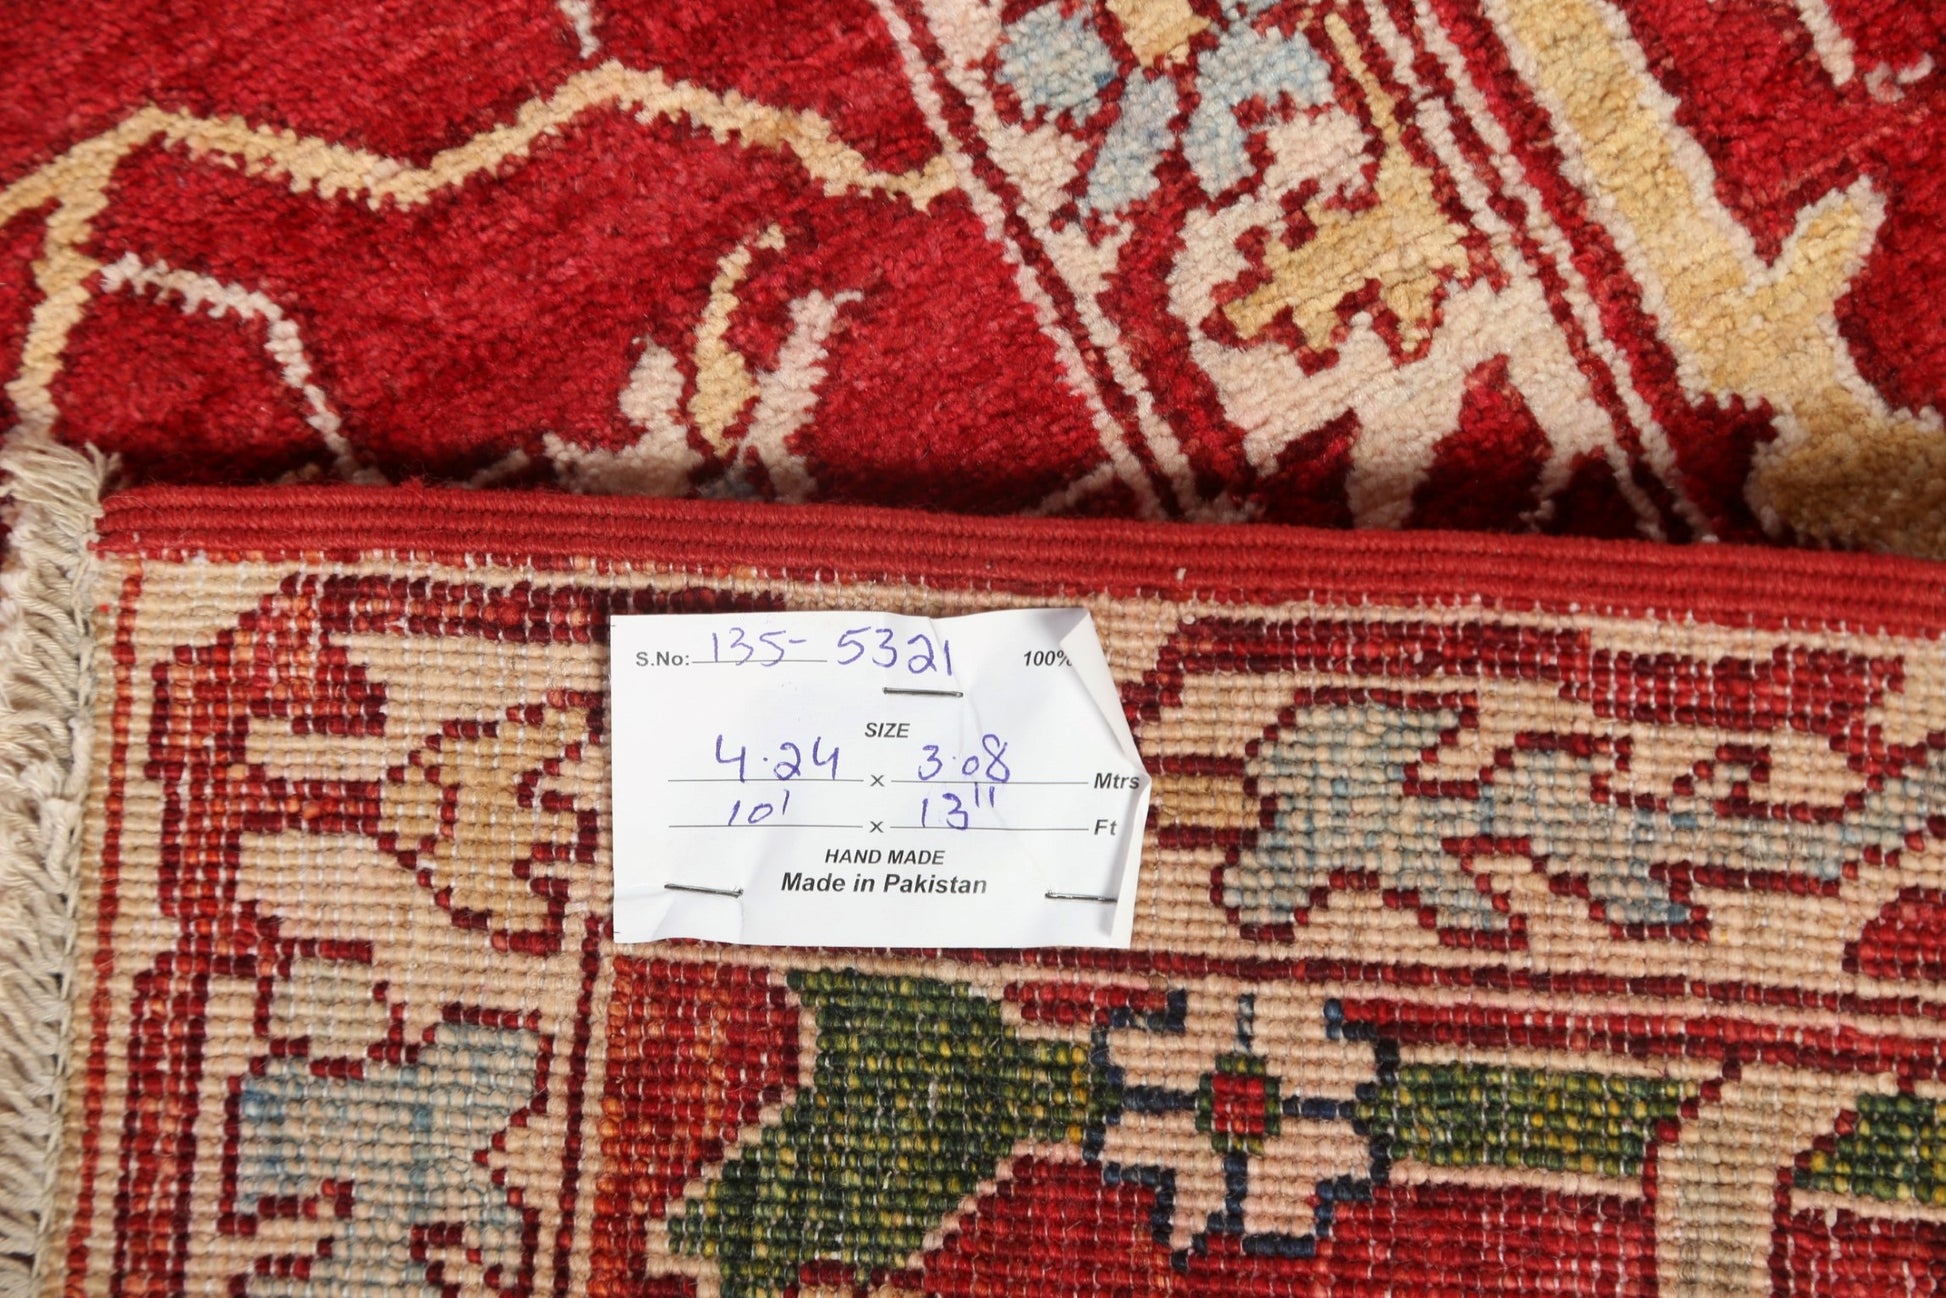 S.No: 135- 5321 100%
SIZE
4.24 x 3.08 Mtrs
10' x 13" Ft
HAND MADE
Made in Pakistan